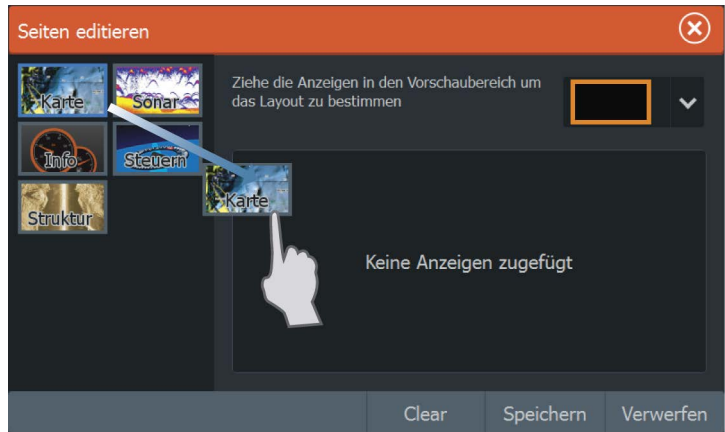 Seiten editieren
Karte
Sonar
Info
Steuern
Struktur
Ziehe die Anzeigen in den Vorschaubereich um
das Layout zu bestimmen
Karte
Keine Anzeigen zugefügt
Clear
Speichern
Verwerfen